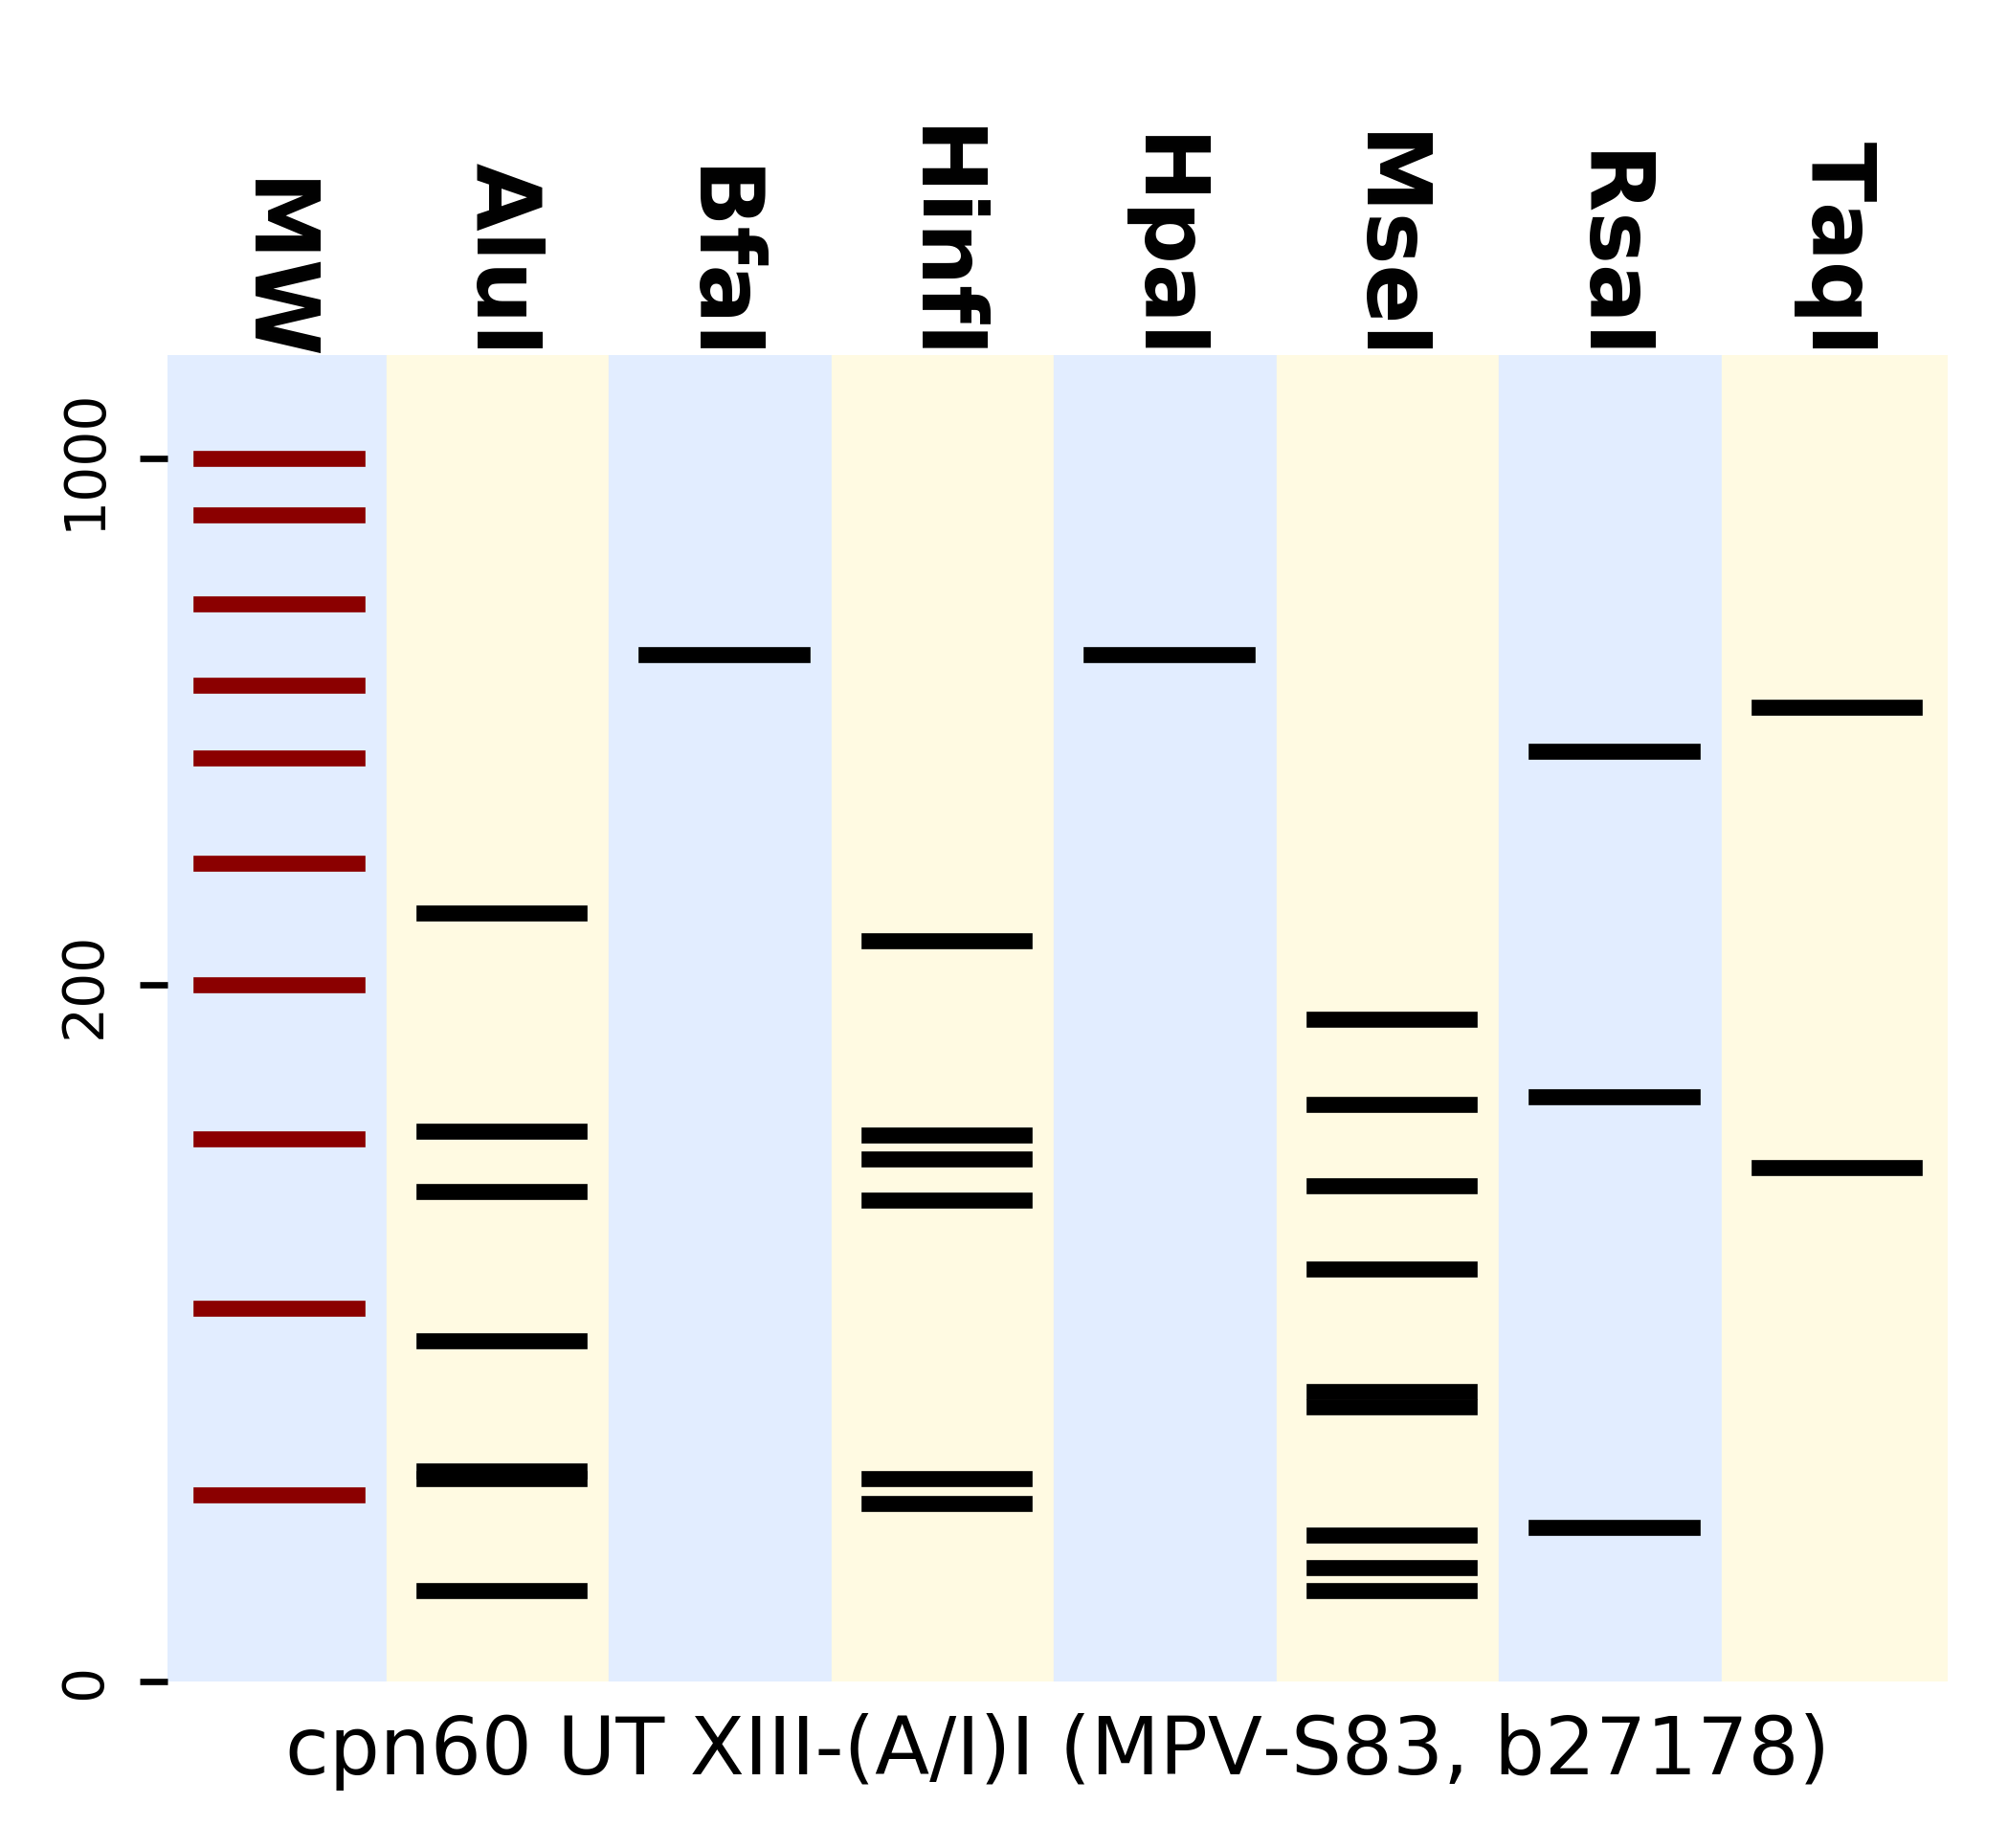 MW
AluI
BfaI
HinfI
HpaI
MseI
RsaI
TaqI
1000
200
0
cpn60 UT XIII-(A/I)I (MPV-S83, b27178)